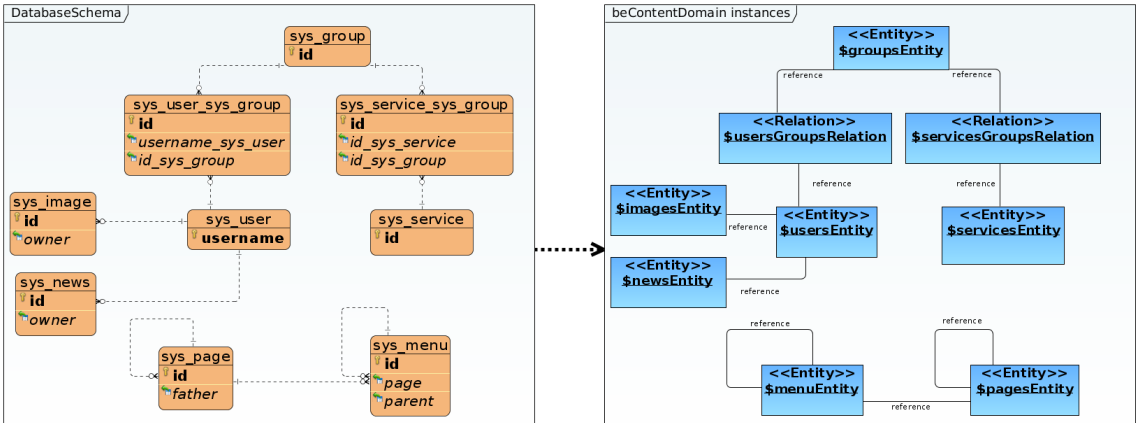 DatabaseSchema
sys_group
id
sys_user_sys_group
id
username_sys_user
id_sys_group
sys_service_sys_group
id
id_sys_service
id_sys_group
sys_image
id
owner
sys_user
username
sys_service
id
sys_news
id
owner
sys_page
id
father
sys_menu
id
page
parent
beContentDomain instances
<<Entity>>
$groupsEntity
reference
reference
<<Relation>>
$usersGroupsRelation
<<Relation>>
$servicesGroupsRelation
reference
reference
<<Entity>>
$imagesEntity
reference
<<Entity>>
$usersEntity
<<Entity>>
$servicesEntity
<<Entity>>
$newsEntity
reference
reference
reference
<<Entity>>
$menuEntity
reference
<<Entity>>
$pagesEntity